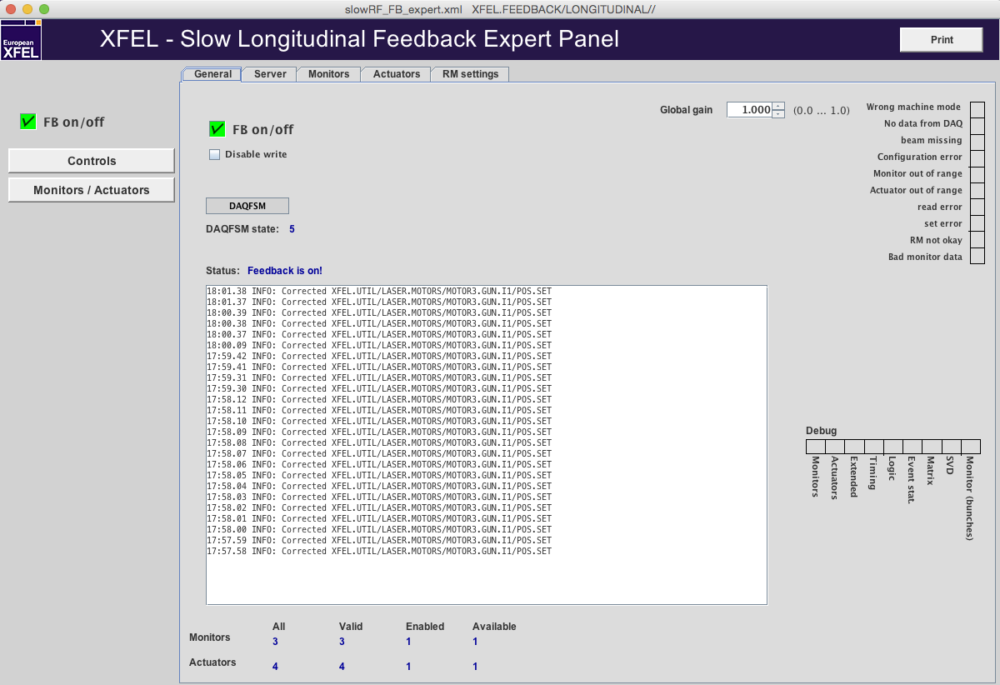 slowRF_FB_expert.xml XFEL.FEEDBACK/LONGITUDINAL//
European
XFEL
XFEL - Slow Longitudinal Feedback Expert Panel
Print
General Server Monitors Actuators RM settings
FB on/off
Controls
Monitors / Actuators
FB on/off
Disable write
Global gain 1.000 (0.0 ... 1.0)
Wrong machine mode
No data from DAQ
beam missing
Configuration error
Monitor out of range
Actuator out of range
read error
set error
RM not okay
Bad monitor data
DAQFSM
DAQFSM state: 5
Status: Feedback is on!
18:01.38 INFO: Corrected XFEL.UTIL/LASER.MOTORS/MOTOR3.GUN.I1/POS.SET
18:01.37 INFO: Corrected XFEL.UTIL/LASER.MOTORS/MOTOR3.GUN.I1/POS.SET
18:00.39 INFO: Corrected XFEL.UTIL/LASER.MOTORS/MOTOR3.GUN.I1/POS.SET
18:00.38 INFO: Corrected XFEL.UTIL/LASER.MOTORS/MOTOR3.GUN.I1/POS.SET
18:00.37 INFO: Corrected XFEL.UTIL/LASER.MOTORS/MOTOR3.GUN.I1/POS.SET
18:00.09 INFO: Corrected XFEL.UTIL/LASER.MOTORS/MOTOR3.GUN.I1/POS.SET
17:59.42 INFO: Corrected XFEL.UTIL/LASER.MOTORS/MOTOR3.GUN.I1/POS.SET
17:59.41 INFO: Corrected XFEL.UTIL/LASER.MOTORS/MOTOR3.GUN.I1/POS.SET
17:59.31 INFO: Corrected XFEL.UTIL/LASER.MOTORS/MOTOR3.GUN.I1/POS.SET
17:59.30 INFO: Corrected XFEL.UTIL/LASER.MOTORS/MOTOR3.GUN.I1/POS.SET
17:58.12 INFO: Corrected XFEL.UTIL/LASER.MOTORS/MOTOR3.GUN.I1/POS.SET
17:58.11 INFO: Corrected XFEL.UTIL/LASER.MOTORS/MOTOR3.GUN.I1/POS.SET
17:58.10 INFO: Corrected XFEL.UTIL/LASER.MOTORS/MOTOR3.GUN.I1/POS.SET
17:58.09 INFO: Corrected XFEL.UTIL/LASER.MOTORS/MOTOR3.GUN.I1/POS.SET
17:58.08 INFO: Corrected XFEL.UTIL/LASER.MOTORS/MOTOR3.GUN.I1/POS.SET
17:58.07 INFO: Corrected XFEL.UTIL/LASER.MOTORS/MOTOR3.GUN.I1/POS.SET
17:58.06 INFO: Corrected XFEL.UTIL/LASER.MOTORS/MOTOR3.GUN.I1/POS.SET
17:58.05 INFO: Corrected XFEL.UTIL/LASER.MOTORS/MOTOR3.GUN.I1/POS.SET
17:58.04 INFO: Corrected XFEL.UTIL/LASER.MOTORS/MOTOR3.GUN.I1/POS.SET
17:58.03 INFO: Corrected XFEL.UTIL/LASER.MOTORS/MOTOR3.GUN.I1/POS.SET
17:58.02 INFO: Corrected XFEL.UTIL/LASER.MOTORS/MOTOR3.GUN.I1/POS.SET
17:58.01 INFO: Corrected XFEL.UTIL/LASER.MOTORS/MOTOR3.GUN.I1/POS.SET
17:58.00 INFO: Corrected XFEL.UTIL/LASER.MOTORS/MOTOR3.GUN.I1/POS.SET
17:57.59 INFO: Corrected XFEL.UTIL/LASER.MOTORS/MOTOR3.GUN.I1/POS.SET
17:57.58 INFO: Corrected XFEL.UTIL/LASER.MOTORS/MOTOR3.GUN.I1/POS.SET
Debug
Monitors
Actuators
Extended
Timing
Logic
Event stat.
Matrix
SVD
Monitor (bunches)
All Valid Enabled Available
Monitors 3 3 1 1
Actuators 4 4 1 1